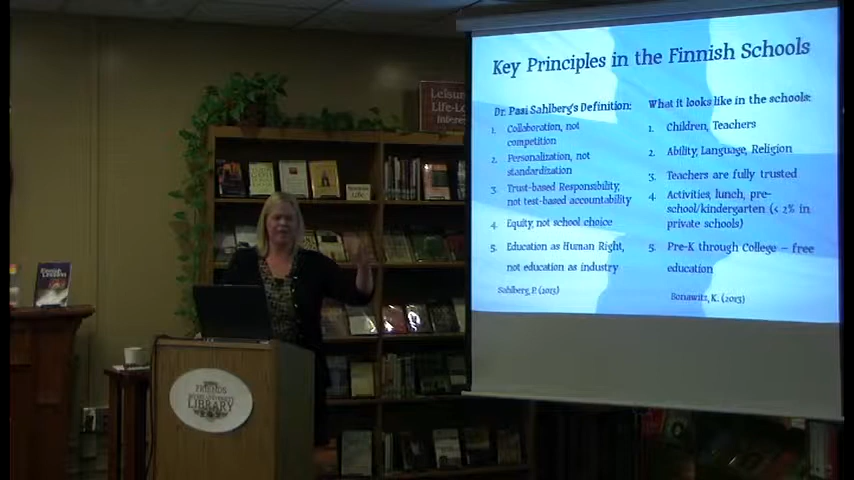 Key Principles in the Finnish Schools
Dr. Pasi Sahlberg's Definition:
1. Collaboration, not
competition
2. Personalization, not
standardization
3. Trust-based Responsibility,
not test-based accountability
4. Equity, not school choice
5. Education as Human Right,
not education as industry
Sahlberg, P. (2013)
What it looks like in the schools:
1. Children, Teachers
2. Ability, Language, Religion
3. Teachers are fully trusted
4. Activities, lunch, pre-
school/kindergarten (< 2% in
private schools)
5. Pre-K through College – free
education
Bonawitz, K. (2013)
Leisure
Life-Lo
Interes
Finnish
Lessons
FRIENDS
LIBRARY